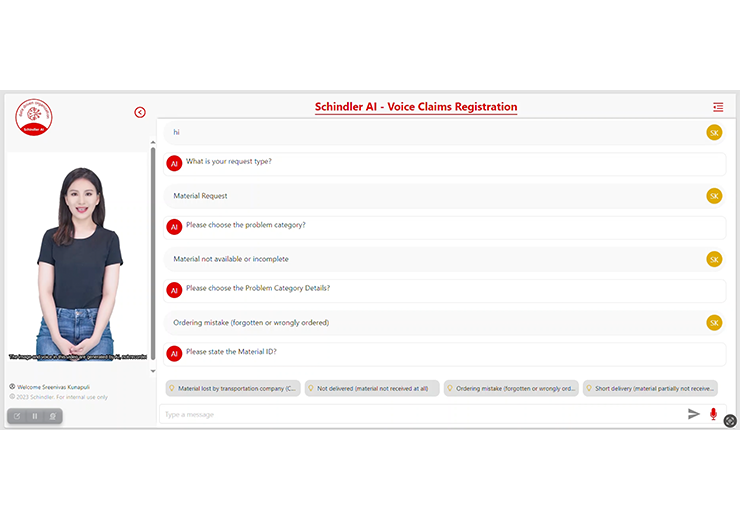 Schindler AI - Voice Claims Registration
Schindler AI
hi
SK
AI What is your request type?
Material Request
SK
AI Please choose the problem category?
Material not available or incomplete
SK
AI Please choose the Problem Category Details?
Ordering mistake (forgotten or wrongly ordered)
SK
AI Please state the Material ID?
The image and voice in this video are generated by AI, not
Welcome Sreenivas Kunapuli
2023 Schindler. For internal use only
Material lost by transportation company (C...
Not delivered (material not received at all)
Ordering mistake (forgotten or wrongly ord...
Short delivery (material partially not receive...
Type a message